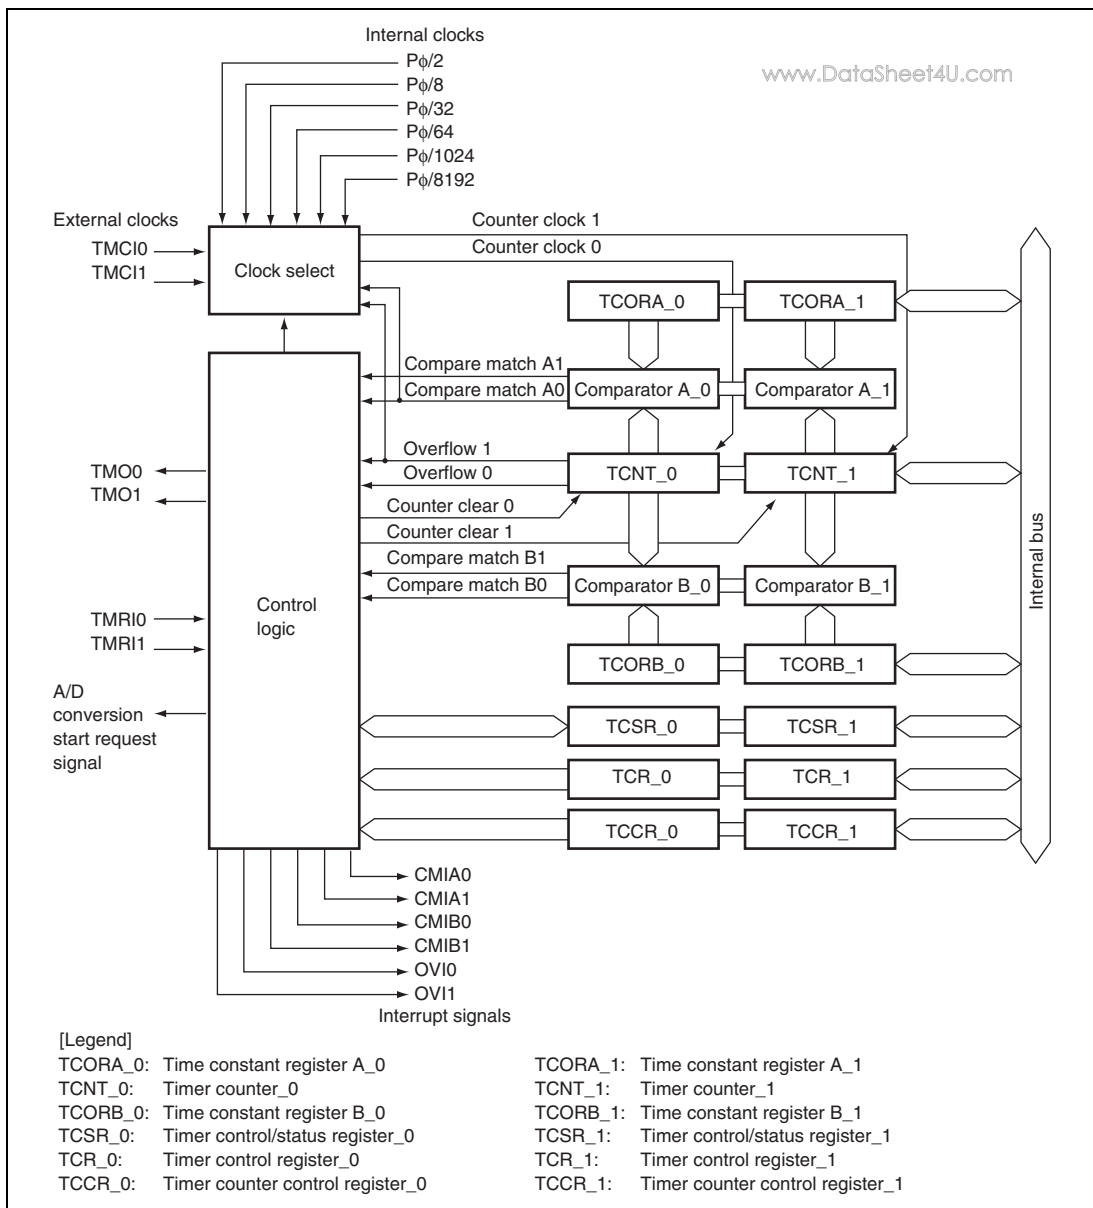 Internal clocks
Pϕ/2
Pϕ/8
Pϕ/32
Pϕ/64
Pϕ/1024
Pϕ/8192
www.DataSheet4U.com
External clocks
TMCI0
TMCI1
Clock select
Counter clock 1
Counter clock 0
TCORA_0
TCORA_1
Compare match A1
Compare match A0
Comparator A_0
Comparator A_1
Overflow 1
Overflow 0
TCNT_0
TCNT_1
TMO0
TMO1
Counter clear 0
Counter clear 1
Compare match B1
Compare match B0
Comparator B_0
Comparator B_1
Internal bus
Control
logic
TMRI0
TMRI1
TCORB_0
TCORB_1
A/D
conversion
start request
signal
TCSR_0
TCSR_1
TCR_0
TCR_1
TCCR_0
TCCR_1
CMIA0
CMIA1
CMIB0
CMIB1
OVI0
OVI1
Interrupt signals
[Legend]
TCORA_0: Time constant register A_0
TCNT_0: Timer counter_0
TCORB_0: Time constant register B_0
TCSR_0: Timer control/status register_0
TCR_0: Timer control register_0
TCCR_0: Timer counter control register_0
TCORA_1: Time constant register A_1
TCNT_1: Timer counter_1
TCORB_1: Time constant register B_1
TCSR_1: Timer control/status register_1
TCR_1: Timer control register_1
TCCR_1: Timer counter control register_1